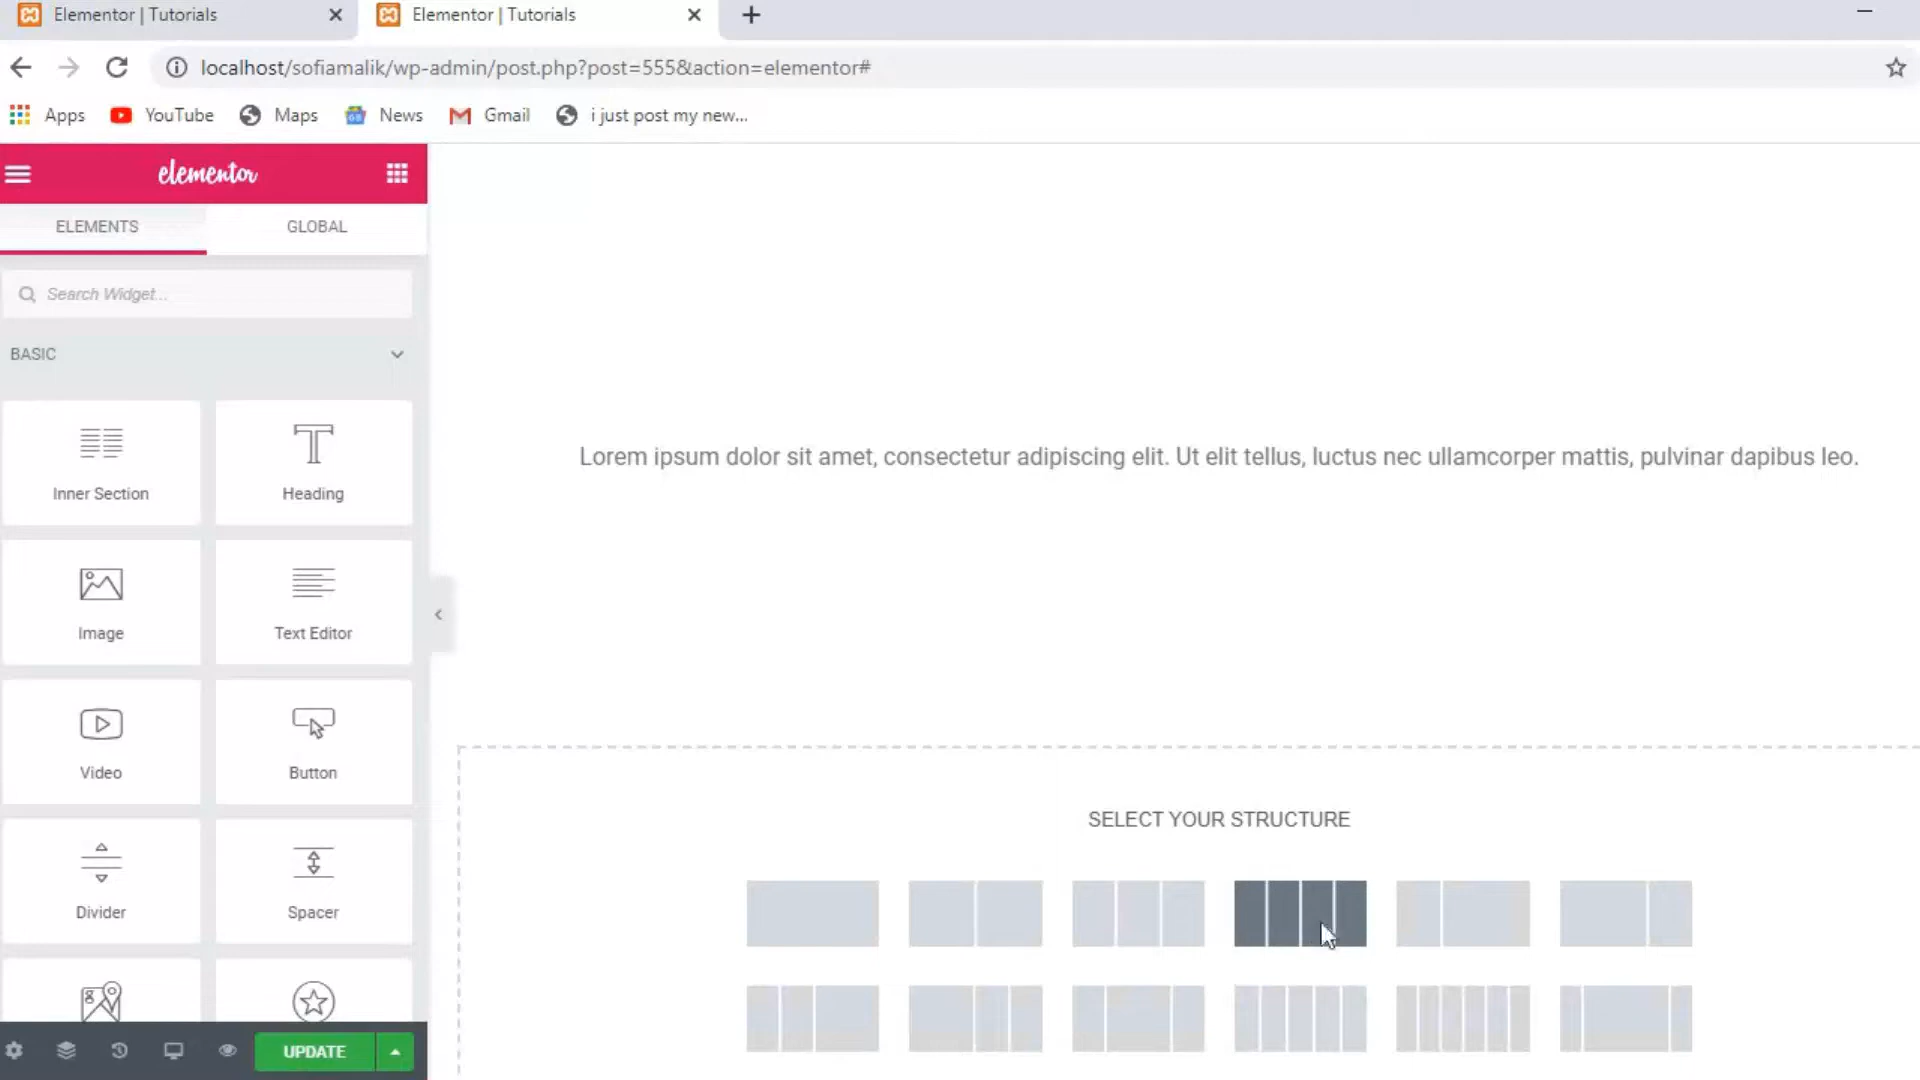 Elementor | Tutorials
Elementor | Tutorials
localhost/sofiamalik/wp-admin/post.php?post=555&action=elementor#
Apps YouTube Maps News Gmail i just post my new...
elementor
ELEMENTS GLOBAL
Search Widget...
BASIC
Inner Section Heading
Lorem ipsum dolor sit amet, consectetur adipiscing elit. Ut elit tellus, luctus nec ullamcorper mattis, pulvinar dapibus leo.
Image Text Editor
Video Button
SELECT YOUR STRUCTURE
Divider Spacer
UPDATE